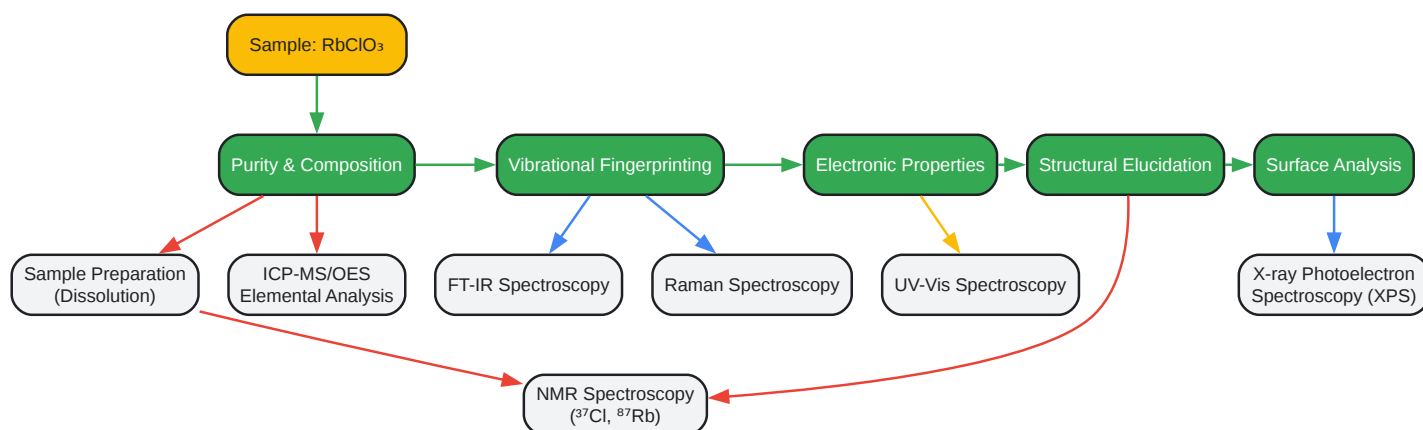 Sample: RbClO₃
Purity & Composition
Vibrational Fingerprinting
Electronic Properties
Structural Elucidation
Surface Analysis
Sample Preparation
(Dissolution)
ICP-MS/OES
Elemental Analysis
FT-IR Spectroscopy
Raman Spectroscopy
UV-Vis Spectroscopy
X-ray Photoelectron
Spectroscopy (XPS)
NMR Spectroscopy
(³⁷Cl, ⁸⁷Rb)